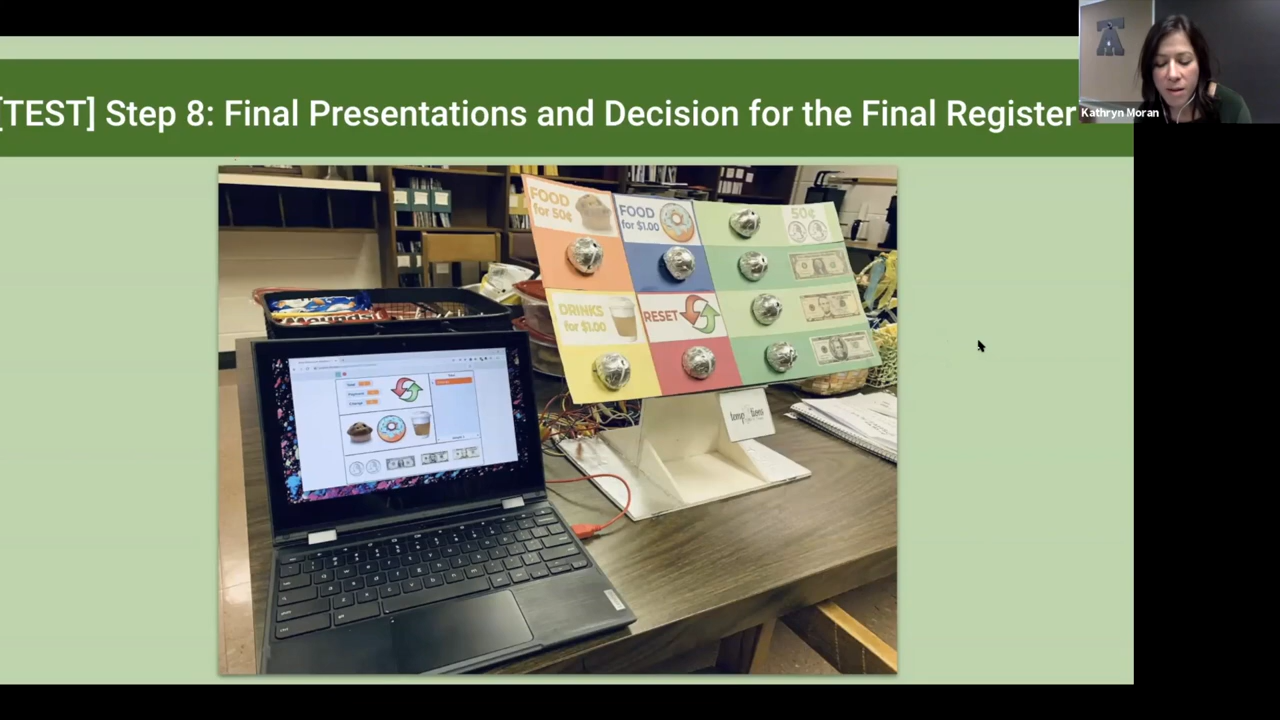 [TEST] Step 8: Final Presentations and Decision for the Final Register
Kathryn Moran
FOOD
for 50¢
FOOD
for $1.00
50¢
DRINKS
for $1.00
RESET
Mounds